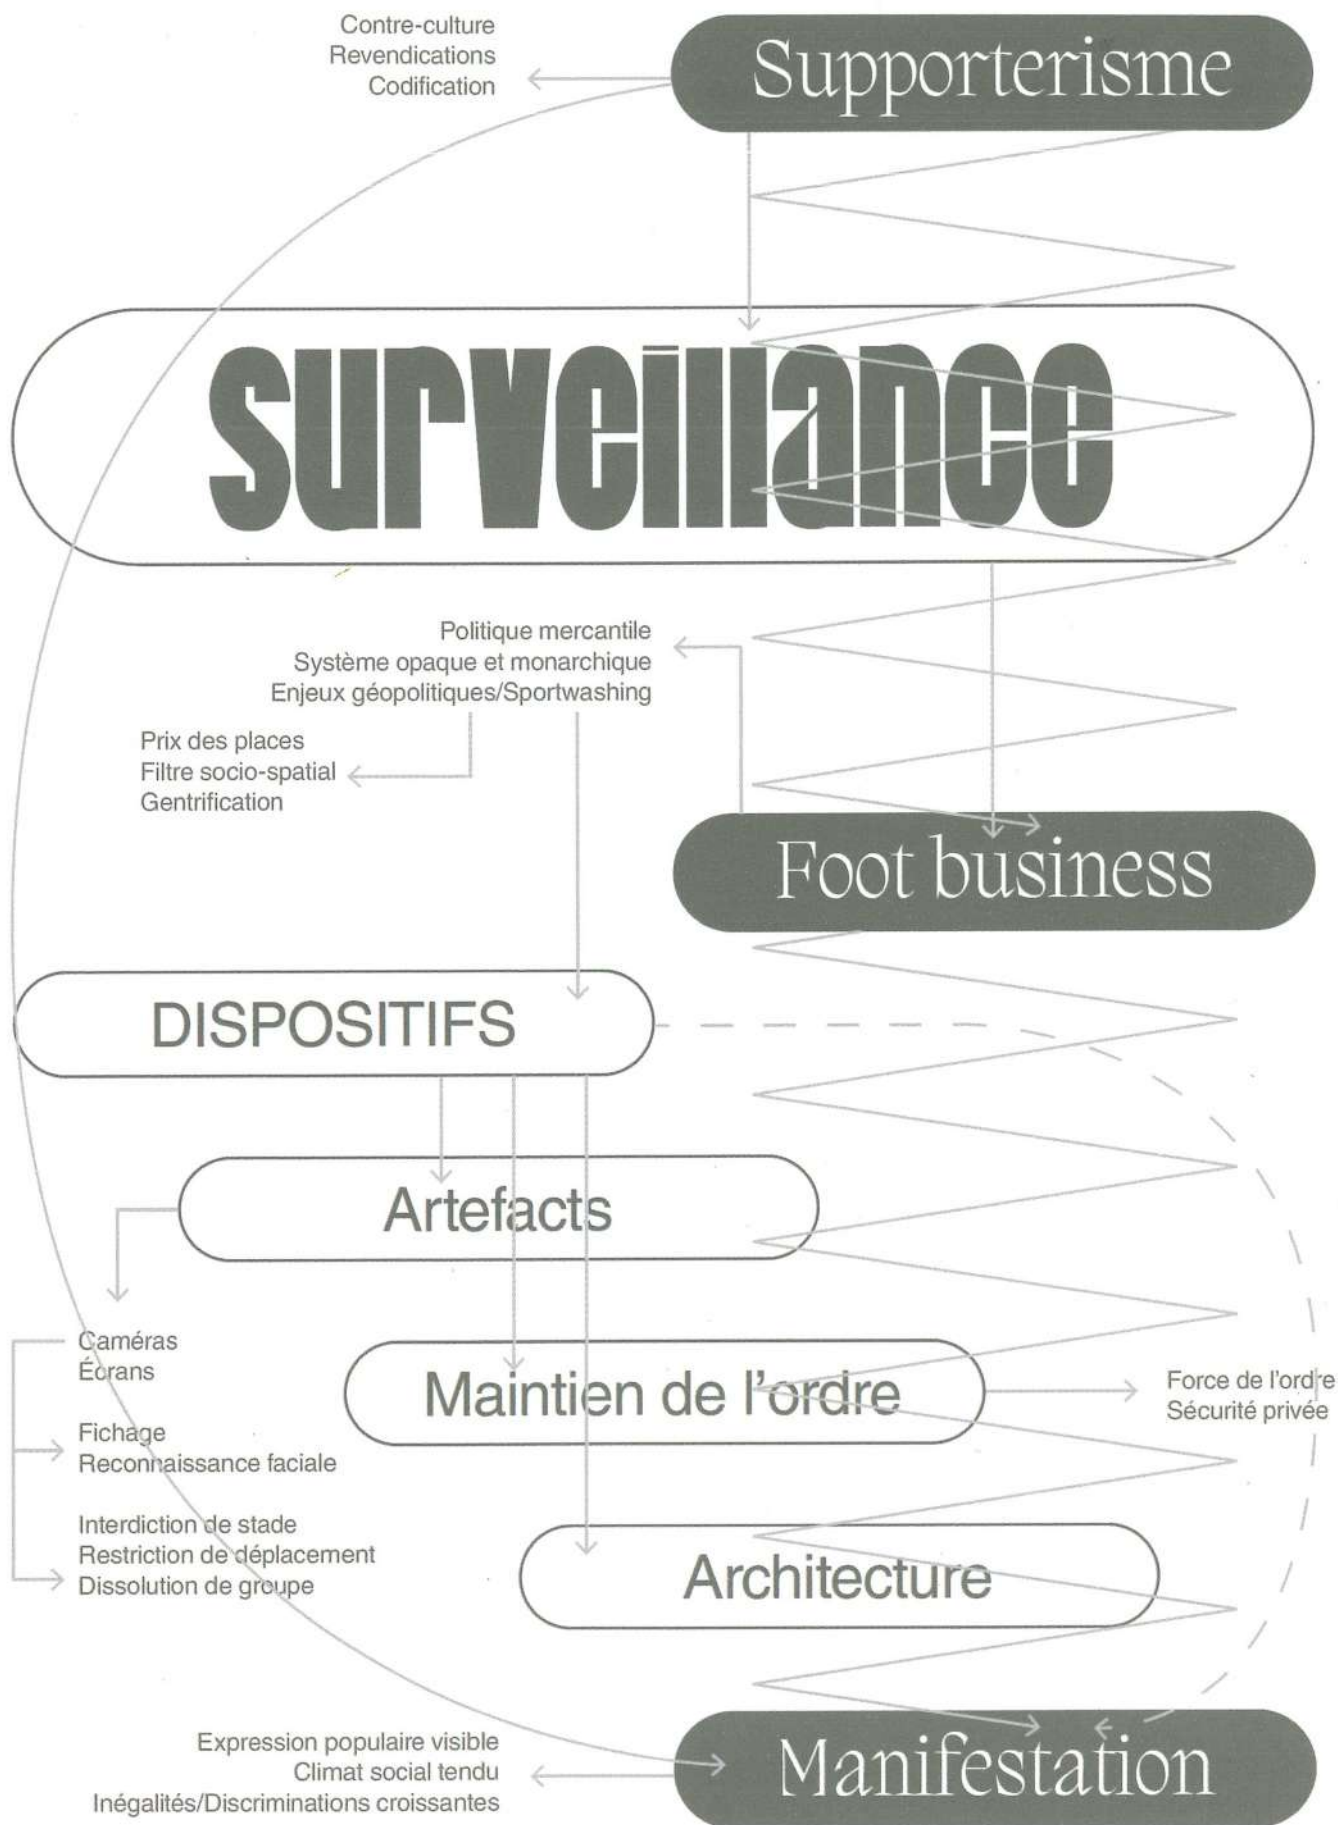 Contre-culture
Revendications
Codification
Supporterisme
surveillance
Politique mercantile
Système opaque et monarchique
Enjeux géopolitiques/Sportwashing
Prix des places
Filtre socio-spatial
Gentrification
Foot business
DISPOSITIFS
Artefacts
Caméras
Écrans
Maintien de l'ordre
Force de l'ordre
Sécurité privée
Fichage
Reconnaissance faciale
Interdiction de stade
Restriction de déplacement
Dissolution de groupe
Architecture
Expression populaire visible
Climat social tendu
Inégalités/Discriminations croissantes
Manifestation